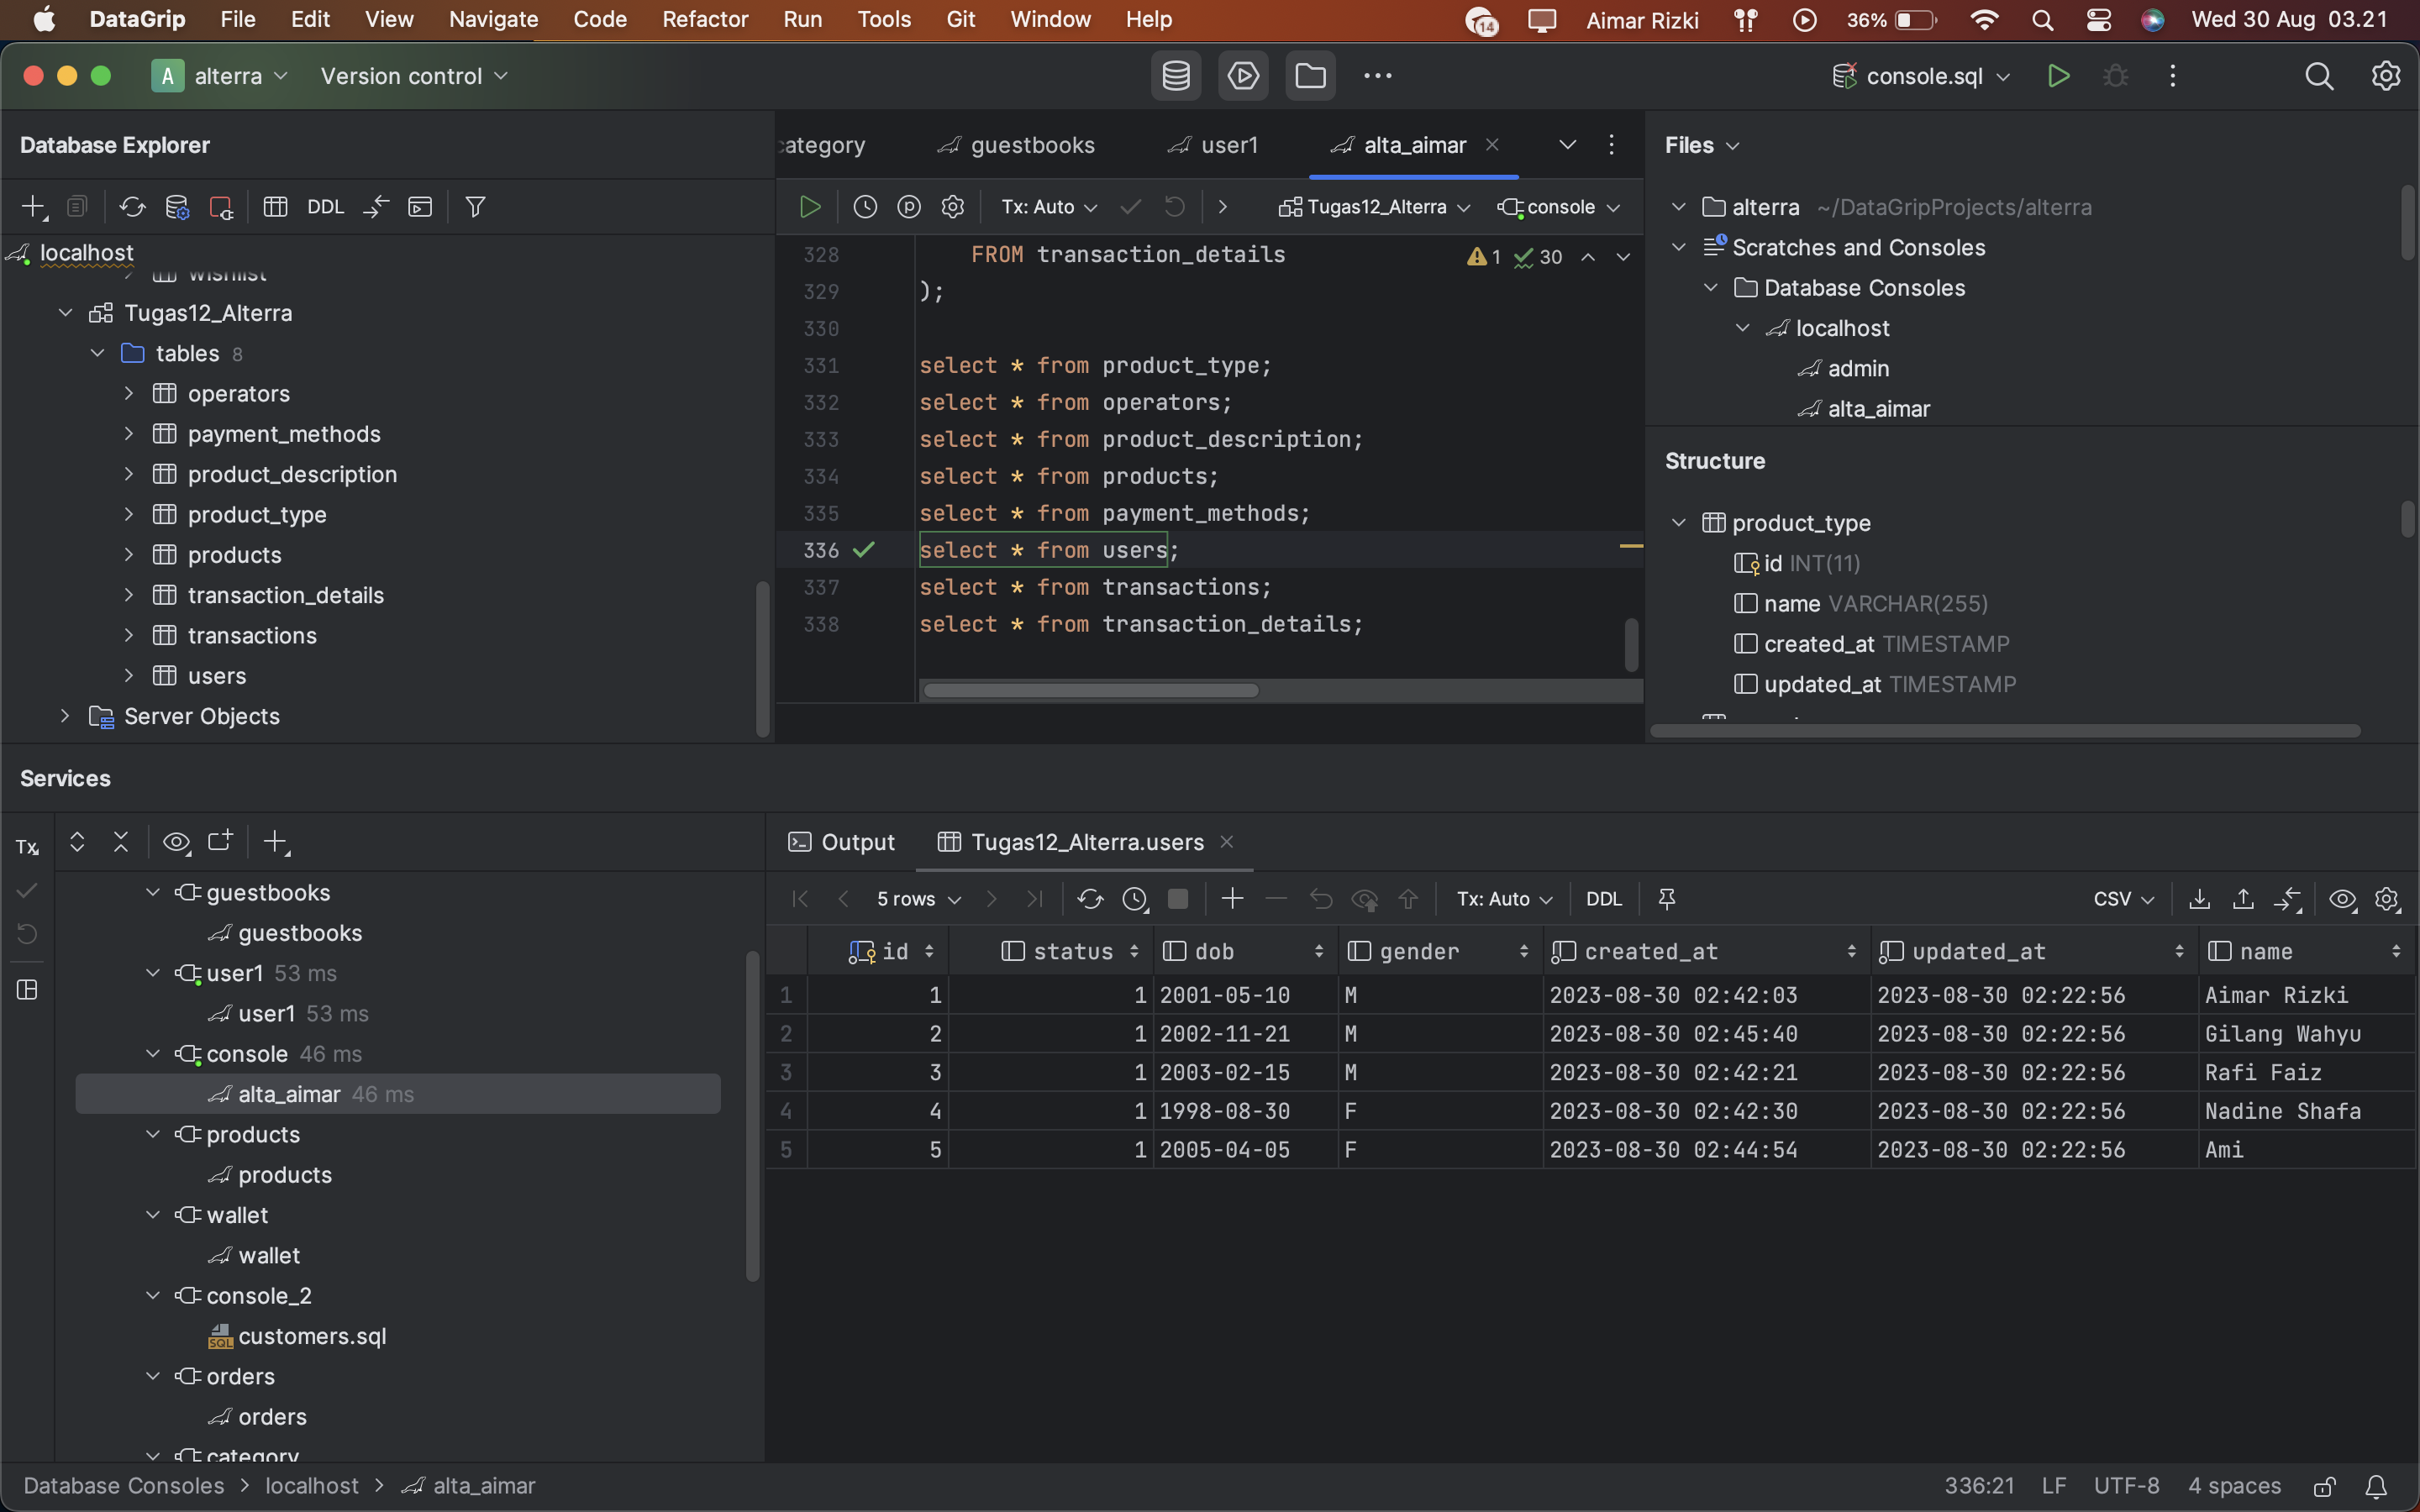 DataGrip File Edit View Navigate Code Refactor Run Tools Git Window Help 14 Aimar Rizki 36% Wed 30 Aug 03.21
A alterra Version control console.sql
Database Explorer
DDL
localhost
wishlist
Tugas12_Alterra
tables 8
operators
payment_methods
product_description
product_type
products
transaction_details
transactions
users
Server Objects
category guestbooks user1 alta_aimar
Tx: Auto Tugas12_Alterra console
328 FROM transaction_details 1 30
329 );
330
331 select * from product_type;
332 select * from operators;
333 select * from product_description;
334 select * from products;
335 select * from payment_methods;
336 select * from users;
337 select * from transactions;
338 select * from transaction_details;
Files
alterra ~/DataGripProjects/alterra
Scratches and Consoles
Database Consoles
localhost
admin
alta_aimar
Structure
product_type
id INT(11)
name VARCHAR(255)
created_at TIMESTAMP
updated_at TIMESTAMP
Services
Tx
guestbooks
guestbooks
user1 53 ms
user1 53 ms
console 46 ms
alta_aimar 46 ms
products
products
wallet
wallet
console_2
SQL customers.sql
orders
orders
category
Output Tugas12_Alterra.users
5 rows Tx: Auto DDL CSV
id status dob gender created_at updated_at name
1 1 1 2001-05-10 M 2023-08-30 02:42:03 2023-08-30 02:22:56 Aimar Rizki
2 2 1 2002-11-21 M 2023-08-30 02:45:40 2023-08-30 02:22:56 Gilang Wahyu
3 3 1 2003-02-15 M 2023-08-30 02:42:21 2023-08-30 02:22:56 Rafi Faiz
4 4 1 1998-08-30 F 2023-08-30 02:42:30 2023-08-30 02:22:56 Nadine Shafa
5 5 1 2005-04-05 F 2023-08-30 02:44:54 2023-08-30 02:22:56 Ami
Database Consoles > localhost > alta_aimar 336:21 LF UTF-8 4 spaces